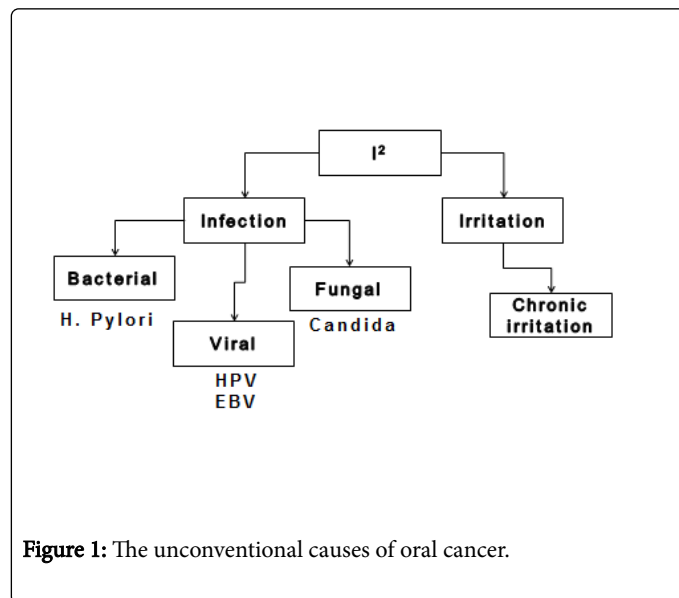 I²
Infection
Irritation
Bacterial
H. Pylori
Viral
HPV
EBV
Fungal
Candida
Chronic
irritation
Figure 1: The unconventional causes of oral cancer.